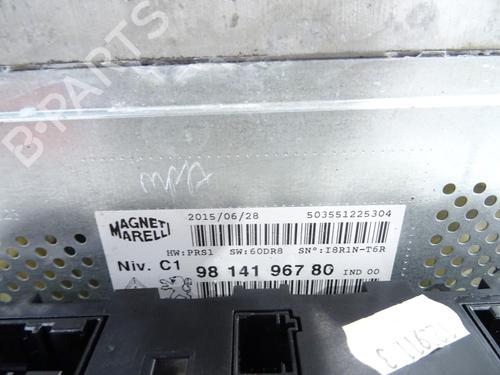 B-PARTS
MAGNETI
MARELLI
2015/06/28 503551225304
HW:PRS1 SW:60DR8 SN°:I8R1N-T6R
Niv. C1 98 141 967 80 IND 00